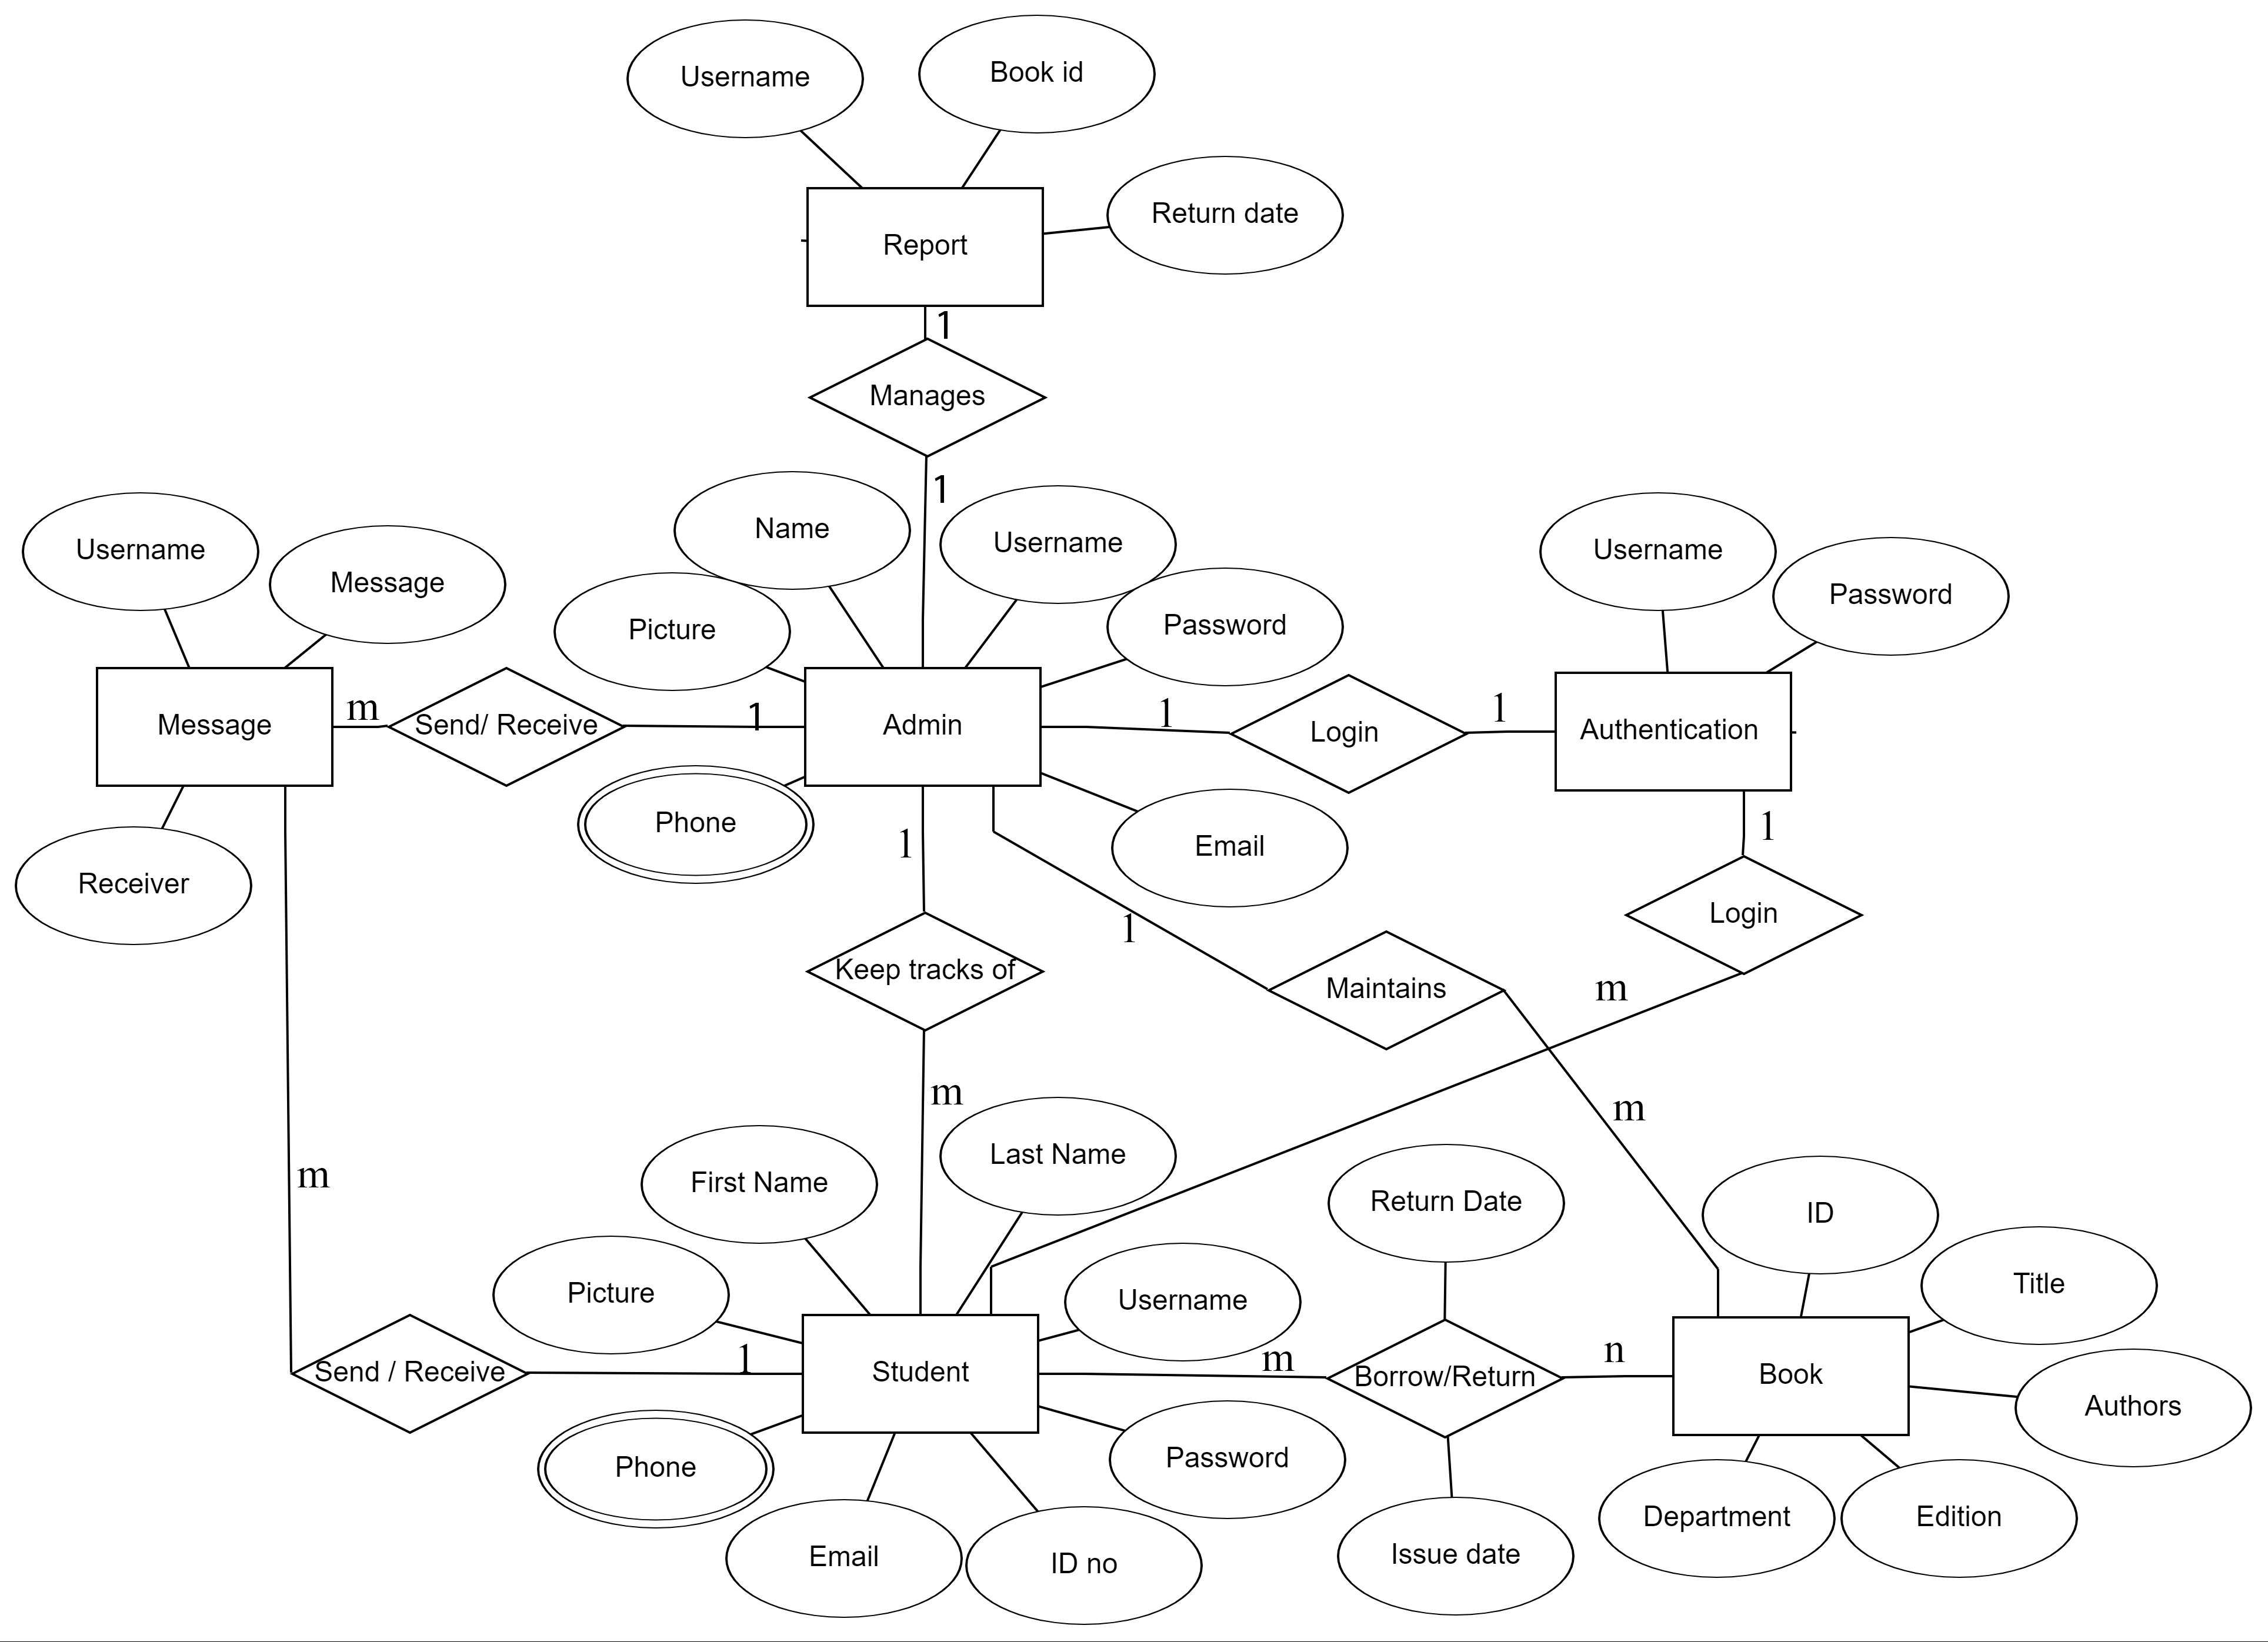 Username
Book id
Return date
Report
1
Manages
1
Name
Username
Username
Message
Picture
Password
Username
Password
Message
m
Send/ Receive
1
Admin
1
Login
1
Authentication
Phone
Email
Receiver
1
1
Login
1
Keep tracks of
Maintains
m
m
m
m
First Name
Last Name
Return Date
ID
Picture
Username
Title
Send / Receive
1
Student
m
Borrow/Return
n
Book
Authors
Phone
Password
Department
Edition
Email
ID no
Issue date